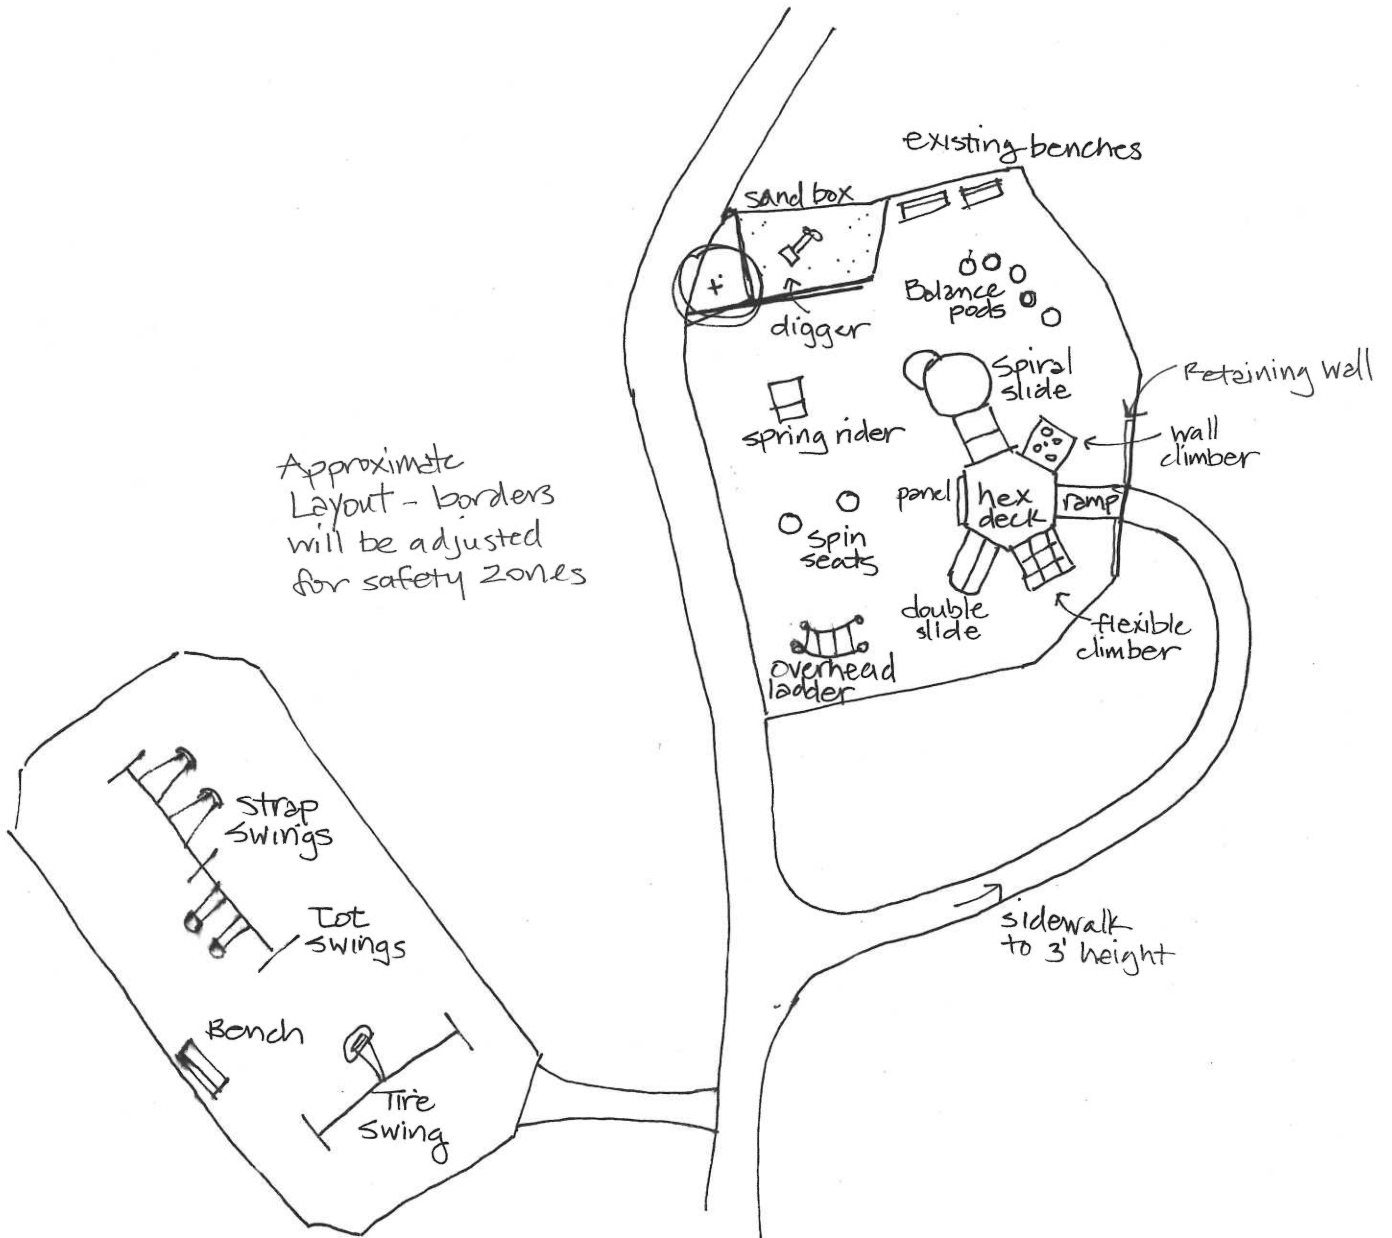 existing benches
sand box
digger
Balance
pods
spiral
slide
Retaining wall
wall
climber
spring rider
panel
hex
deck
ramp
spin
seats
double
slide
flexible
climber
overhead
ladder
Approximate
Layout - borders
will be adjusted
for safety zones
strap
swings
Tot
swings
Bench
Tire
swing
sidewalk
to 3' height